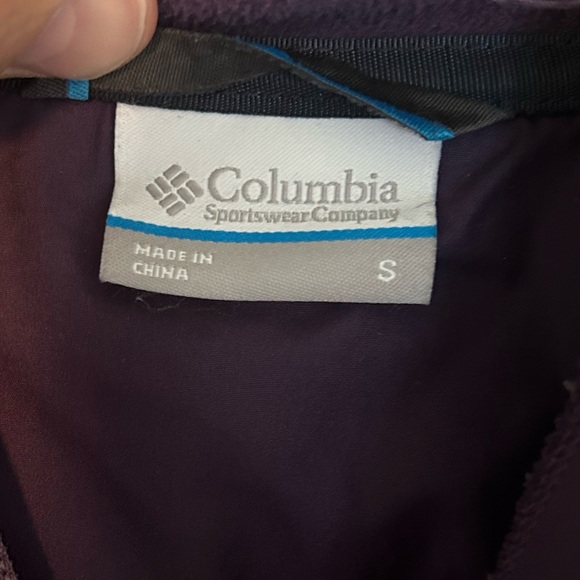 Columbia
Sportswear Company
MADE IN
CHINA
S